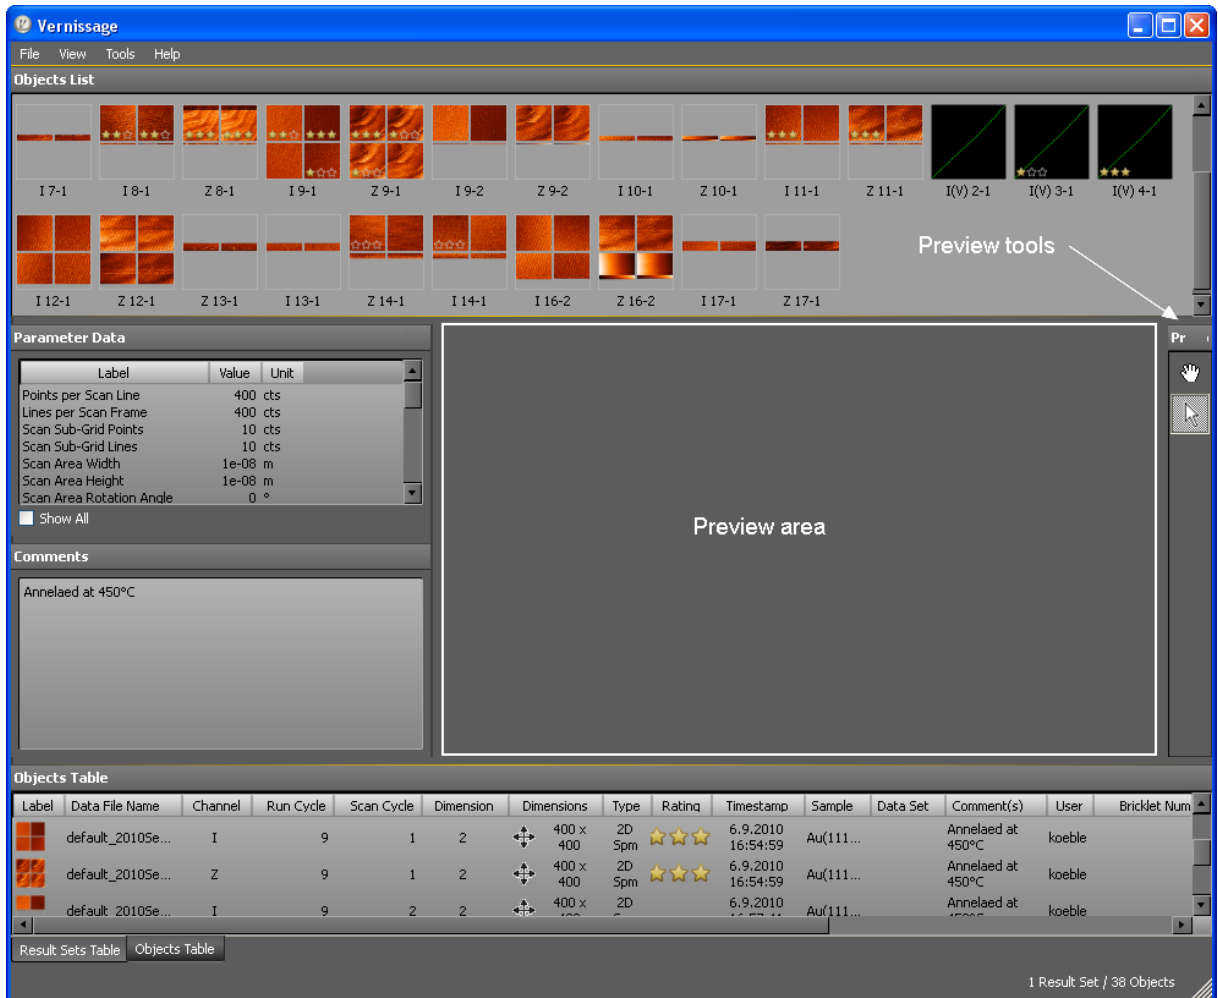 Vernissage
File View Tools Help
Objects List
I 7-1 I 8-1 Z 8-1 I 9-1 Z 9-1 I 9-2 Z 9-2 I 10-1 Z 10-1 I 11-1 Z 11-1 I(V) 2-1 I(V) 3-1 I(V) 4-1
Preview tools
I 12-1 Z 12-1 Z 13-1 I 13-1 Z 14-1 I 14-1 I 16-2 Z 16-2 I 17-1 Z 17-1
Parameter Data
Pr
Label Value Unit
Points per Scan Line 400 cts
Lines per Scan Frame 400 cts
Scan Sub-Grid Points 10 cts
Scan Sub-Grid Lines 10 cts
Scan Area Width 1e-08 m
Scan Area Height 1e-08 m
Scan Area Rotation Angle 0 °
Show All
Preview area
Comments
Annelaed at 450°C
Objects Table
Label Data File Name Channel Run Cycle Scan Cycle Dimension Dimensions Type Rating Timestamp Sample Data Set Comment(s) User Bricklet Num
default_2010Se... I 9 1 2 400 x 400 2D Spm 6.9.2010 16:54:59 Au(111... Annelaed at 450°C koeble
default_2010Se... Z 9 1 2 400 x 400 2D Spm 6.9.2010 16:54:59 Au(111... Annelaed at 450°C koeble
default_2010Se... I 9 2 2 400 x 2D 6.9.2010 Au(111... Annelaed at koeble
Result Sets Table Objects Table
1 Result Set / 38 Objects